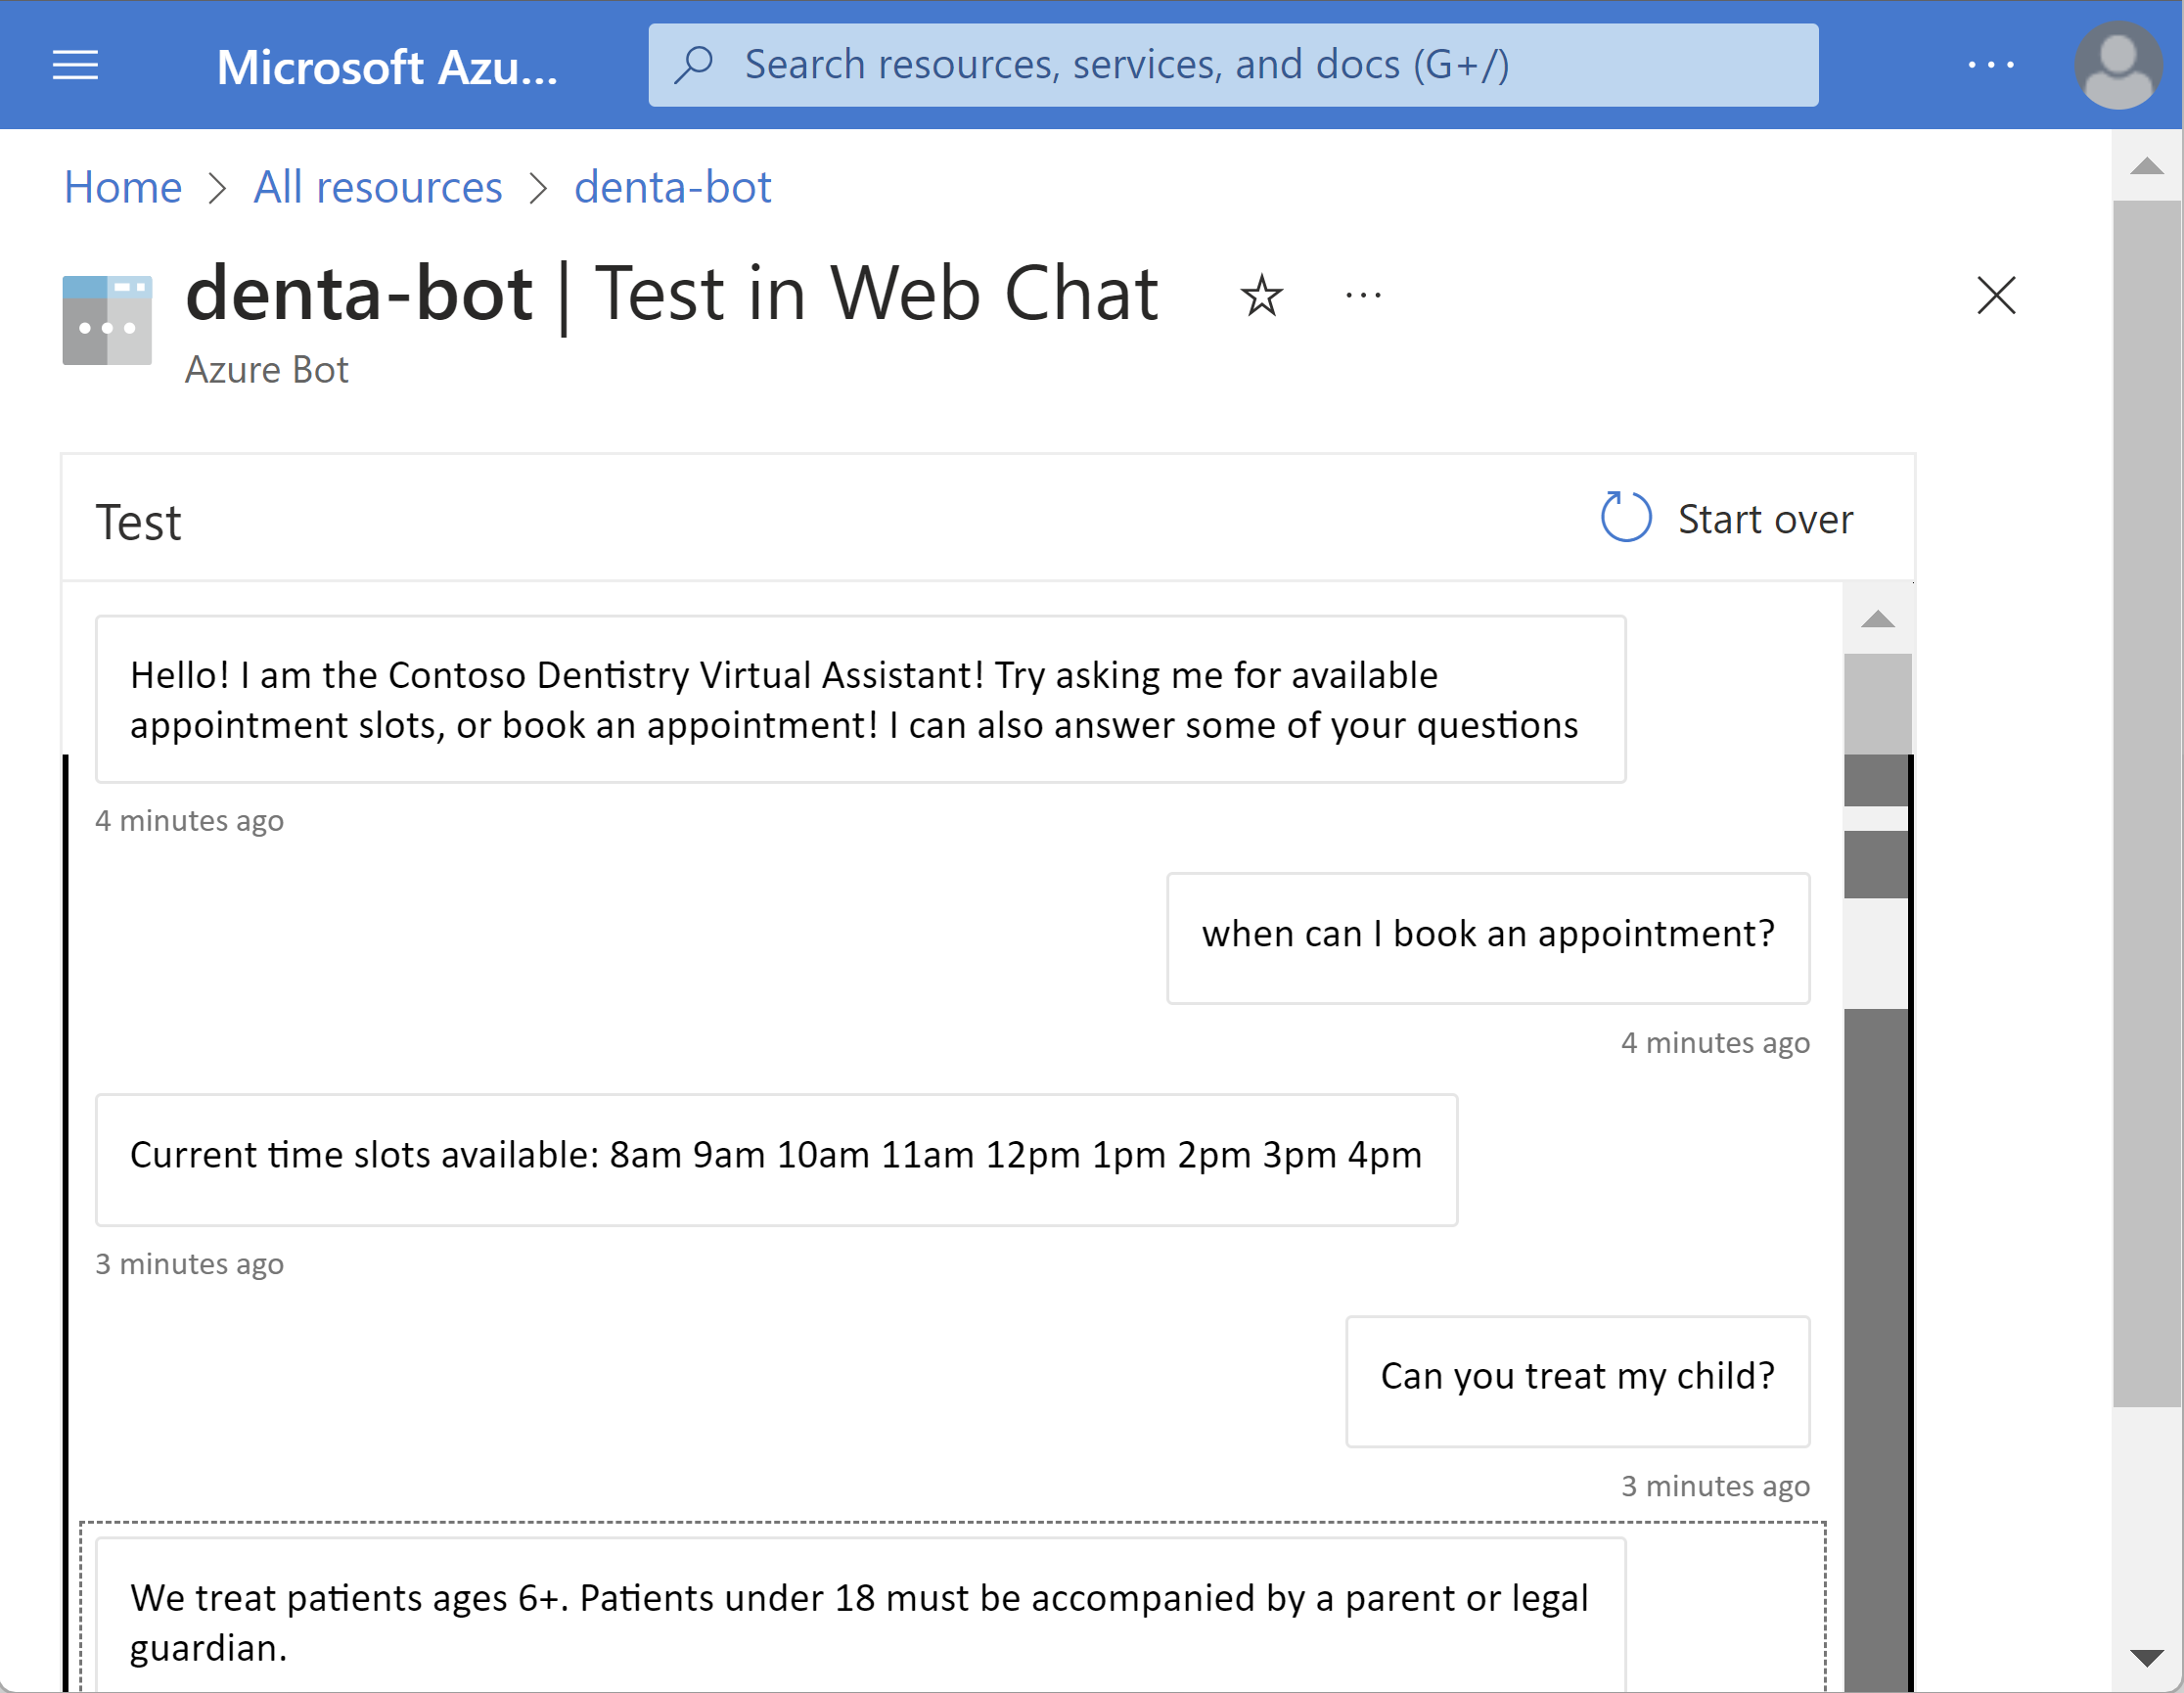 Microsoft Azu...
Search resources, services, and docs (G+/)
Home > All resources > denta-bot
denta-bot | Test in Web Chat
Azure Bot
Test
Start over
Hello! I am the Contoso Dentistry Virtual Assistant! Try asking me for available
appointment slots, or book an appointment! I can also answer some of your questions
4 minutes ago
when can I book an appointment?
4 minutes ago
Current time slots available: 8am 9am 10am 11am 12pm 1pm 2pm 3pm 4pm
3 minutes ago
Can you treat my child?
3 minutes ago
We treat patients ages 6+. Patients under 18 must be accompanied by a parent or legal
guardian.